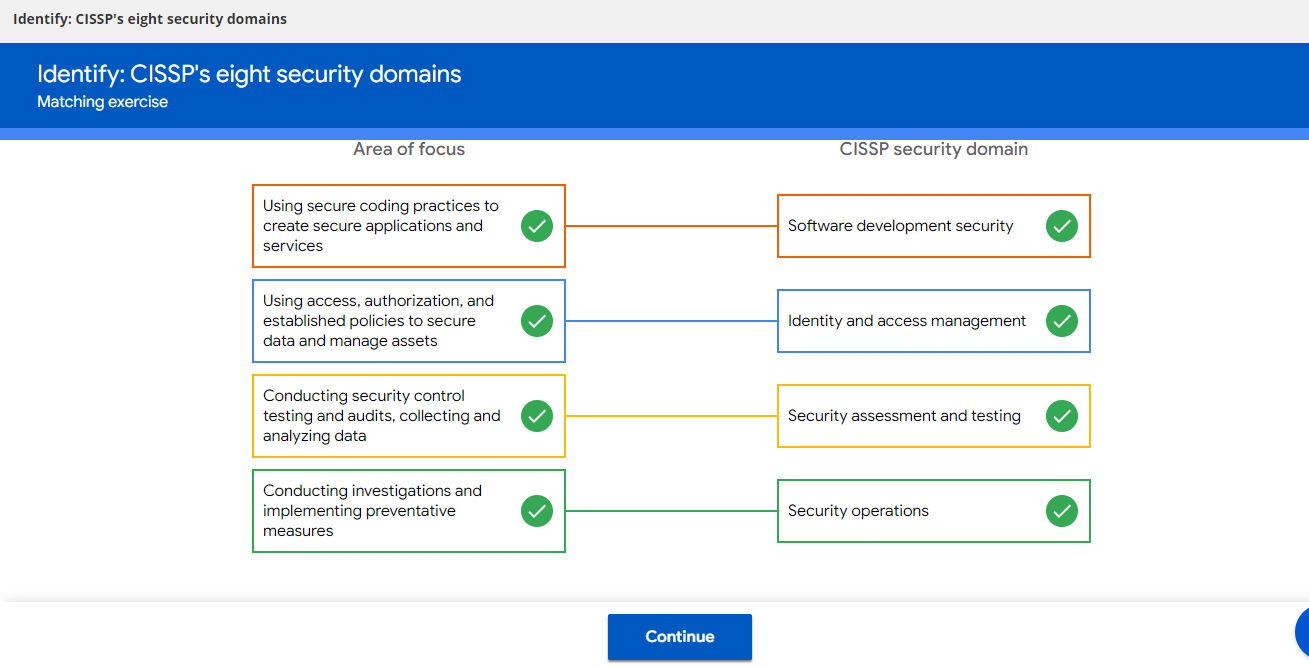 Identify: CISSP's eight security domains
Identify: CISSP's eight security domains
Matching exercise
Area of focus
CISSP security domain
Using secure coding practices to
create secure applications and
services
Software development security
Using access, authorization, and
established policies to secure
data and manage assets
Identity and access management
Conducting security control
testing and audits, collecting and
analyzing data
Security assessment and testing
Conducting investigations and
implementing preventative
measures
Security operations
Continue